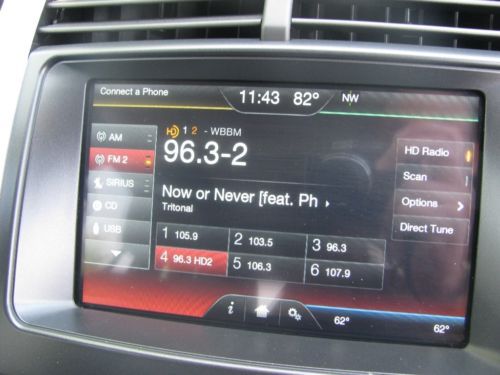 Connect a Phone
11:43 82° NW
AM
FM 2
SIRIUS
CD
USB
HD 1 2 - WBBM
96.3-2
Now or Never [feat. Ph
Tritonal
1 105.9
2 103.5
3 96.3
4 96.3 HD2
5 106.3
6 107.9
HD Radio
Scan
Options
Direct Tune
i
62°
62°